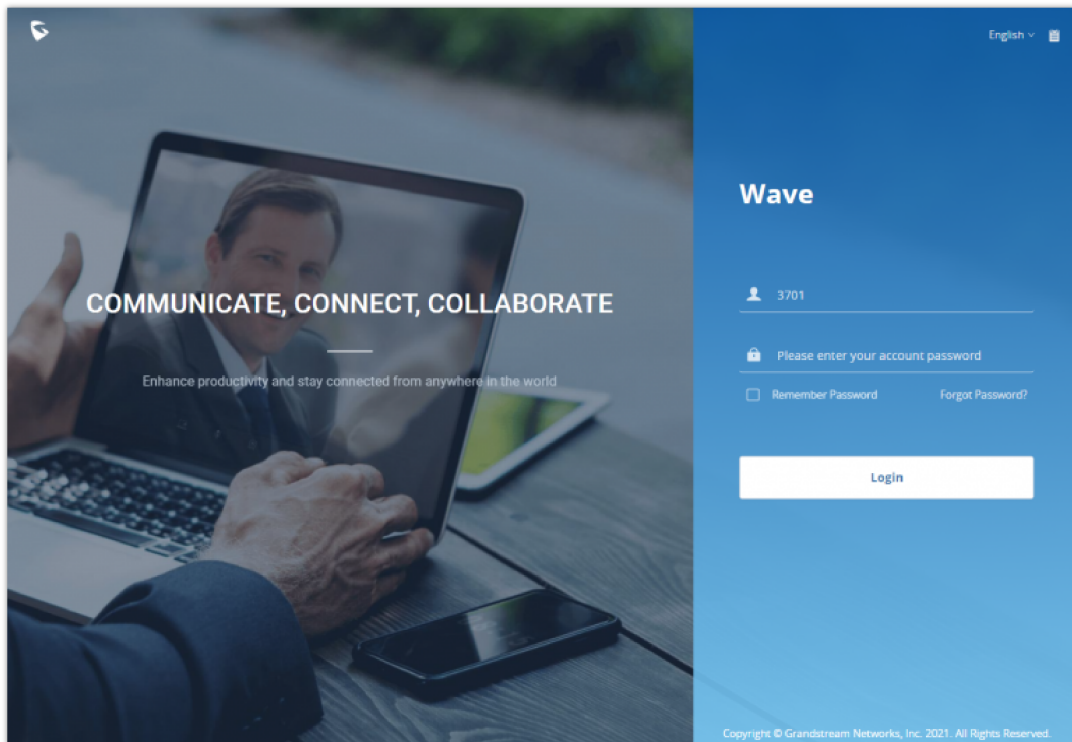 English
COMMUNICATE, CONNECT, COLLABORATE
Enhance productivity and stay connected from anywhere in the world
Wave
3701
Please enter your account password
Remember Password
Forgot Password?
Login
Copyright © Grandstream Networks, Inc. 2021. All Rights Reserved.